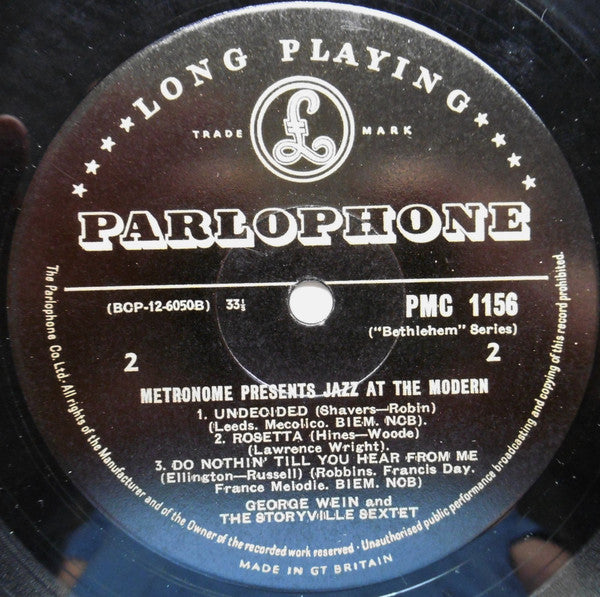 LONG PLAYING
TRADE MARK
£
PARLOPHONE
(BCP-12-6050B) 33⅓ PMC 1156
("Bethlehem" Series)
2 2
METRONOME PRESENTS JAZZ AT THE MODERN
1. UNDECIDED (Shavers—Robin)
(Leeds. Mecolico. BIEM. NCB).
2. ROSETTA (Hines—Woode)
(Lawrence Wright).
3. DO NOTHIN' TILL YOU HEAR FROM ME
(Ellington—Russell) (Robbins. Francis Day.
France Melodie. BIEM. NCB)
GEORGE WEIN and
THE STORYVILLE SEXTET
The Parlophone Co. Ltd. All rights of the Manufacturer and of the Owner of the recorded work reserved · Unauthorised public performance broadcasting and copying of this record prohibited.
MADE IN GT BRITAIN